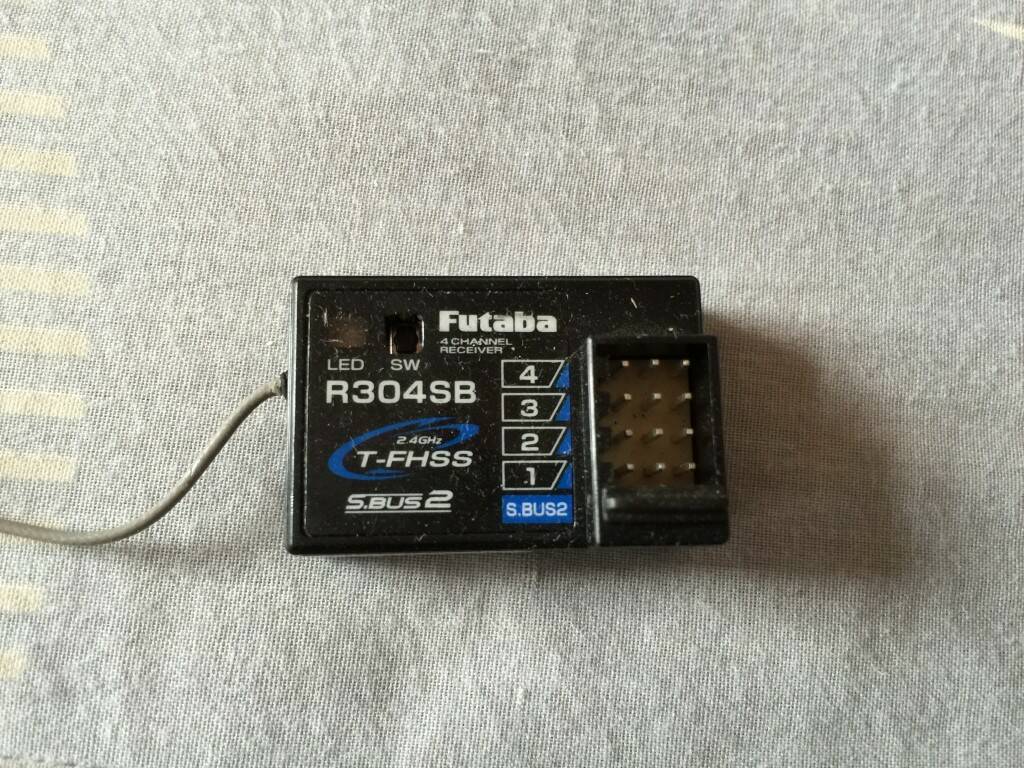 Futaba
4 CHANNEL
RECEIVER
LED SW
R304SB
2.4GHz
T-FHSS
S.BUS2
4
3
2
1
S.BUS2